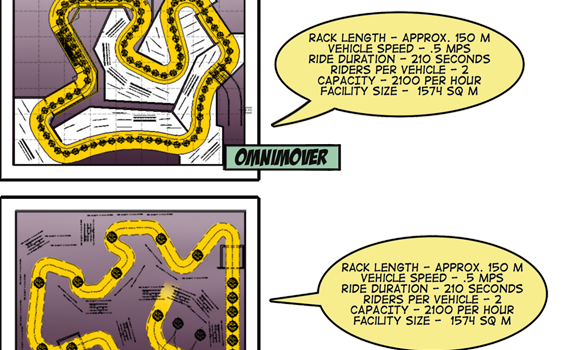 RACK LENGTH - APPROX. 150 M
VEHICLE SPEED - .5 MPS
RIDE DURATION - 210 SECONDS
RIDERS PER VEHICLE - 2
CAPACITY - 2100 PER HOUR
FACILITY SIZE - 1574 SQ M
OMNIMOVER
RACK LENGTH - APPROX. 150 M
VEHICLE SPEED - .5 MPS
RIDE DURATION - 210 SECONDS
RIDERS PER VEHICLE - 2
CAPACITY - 2100 PER HOUR
FACILITY SIZE - 1574 SQ M